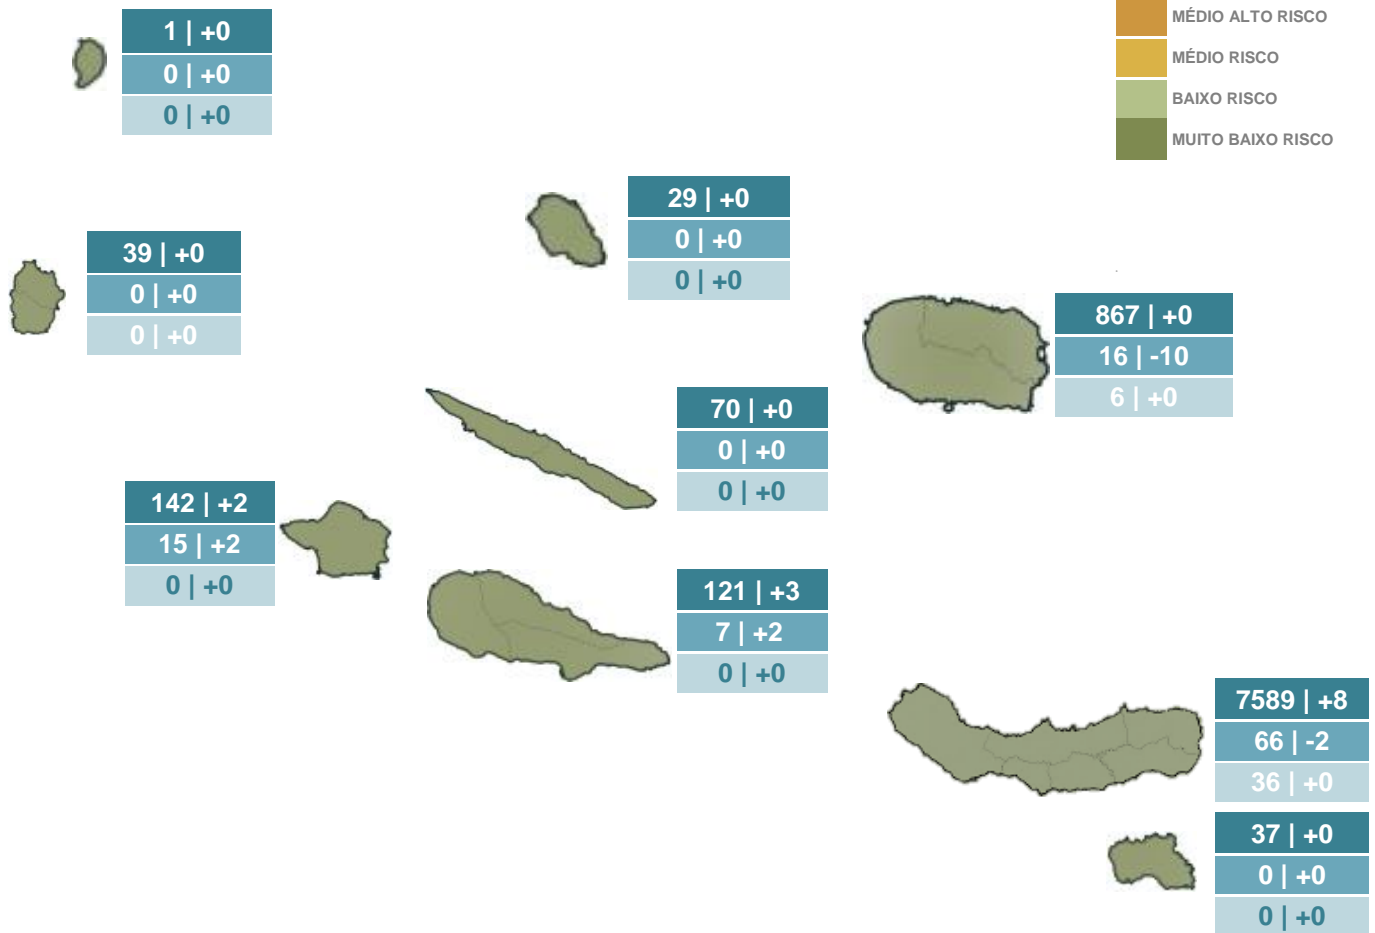 MÉDIO ALTO RISCO
MÉDIO RISCO
BAIXO RISCO
MUITO BAIXO RISCO
1 | +0
0 | +0
0 | +0
29 | +0
0 | +0
0 | +0
39 | +0
0 | +0
0 | +0
867 | +0
16 | -10
6 | +0
70 | +0
0 | +0
0 | +0
142 | +2
15 | +2
0 | +0
121 | +3
7 | +2
0 | +0
7589 | +8
66 | -2
36 | +0
37 | +0
0 | +0
0 | +0